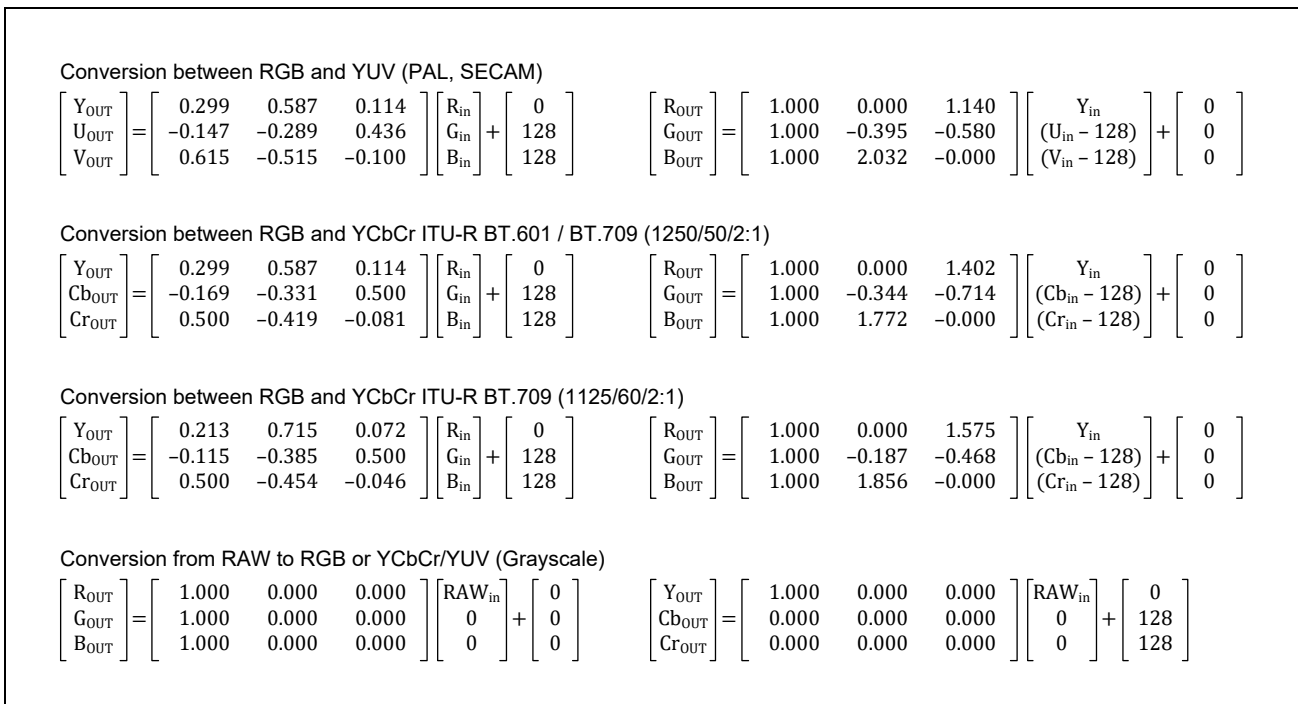 Conversion between RGB and YUV (PAL, SECAM)
[ Y_OUT ] = [ 0.299 0.587 0.114 ] [ R_in ] + [ 0 ] [ R_OUT ] = [ 1.000 0.000 1.140 ] [ Y_in ] + [ 0 ]
[ U_OUT ] = [ –0.147 –0.289 0.436 ] [ G_in ] + [ 128 ] [ G_OUT ] = [ 1.000 –0.395 –0.580 ] [ (U_in – 128) ] + [ 0 ]
[ V_OUT ] = [ 0.615 –0.515 –0.100 ] [ B_in ] + [ 128 ] [ B_OUT ] = [ 1.000 2.032 –0.000 ] [ (V_in – 128) ] + [ 0 ]
Conversion between RGB and YCbCr ITU-R BT.601 / BT.709 (1250/50/2:1)
[ Y_OUT ] = [ 0.299 0.587 0.114 ] [ R_in ] + [ 0 ] [ R_OUT ] = [ 1.000 0.000 1.402 ] [ Y_in ] + [ 0 ]
[ Cb_OUT ] = [ –0.169 –0.331 0.500 ] [ G_in ] + [ 128 ] [ G_OUT ] = [ 1.000 –0.344 –0.714 ] [ (Cb_in – 128) ] + [ 0 ]
[ Cr_OUT ] = [ 0.500 –0.419 –0.081 ] [ B_in ] + [ 128 ] [ B_OUT ] = [ 1.000 1.772 –0.000 ] [ (Cr_in – 128) ] + [ 0 ]
Conversion between RGB and YCbCr ITU-R BT.709 (1125/60/2:1)
[ Y_OUT ] = [ 0.213 0.715 0.072 ] [ R_in ] + [ 0 ] [ R_OUT ] = [ 1.000 0.000 1.575 ] [ Y_in ] + [ 0 ]
[ Cb_OUT ] = [ –0.115 –0.385 0.500 ] [ G_in ] + [ 128 ] [ G_OUT ] = [ 1.000 –0.187 –0.468 ] [ (Cb_in – 128) ] + [ 0 ]
[ Cr_OUT ] = [ 0.500 –0.454 –0.046 ] [ B_in ] + [ 128 ] [ B_OUT ] = [ 1.000 1.856 –0.000 ] [ (Cr_in – 128) ] + [ 0 ]
Conversion from RAW to RGB or YCbCr/YUV (Grayscale)
[ R_OUT ] = [ 1.000 0.000 0.000 ] [ RAW_in ] + [ 0 ] [ Y_OUT ] = [ 1.000 0.000 0.000 ] [ RAW_in ] + [ 0 ]
[ G_OUT ] = [ 1.000 0.000 0.000 ] [ 0 ] + [ 0 ] [ Cb_OUT ] = [ 0.000 0.000 0.000 ] [ 0 ] + [ 128 ]
[ B_OUT ] = [ 1.000 0.000 0.000 ] [ 0 ] + [ 0 ] [ Cr_OUT ] = [ 0.000 0.000 0.000 ] [ 0 ] + [ 128 ]